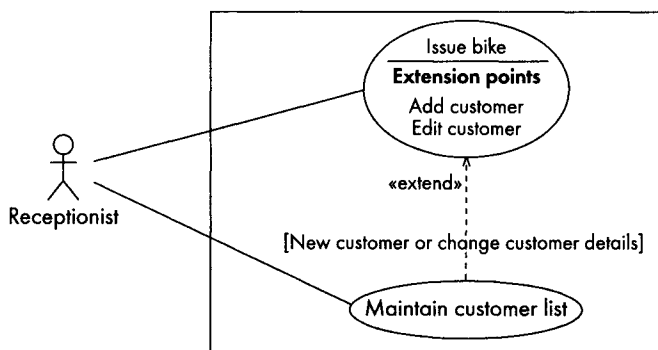 Issue bike
Extension points
Add customer
Edit customer
«extend»
Receptionist
[New customer or change customer details]
Maintain customer list